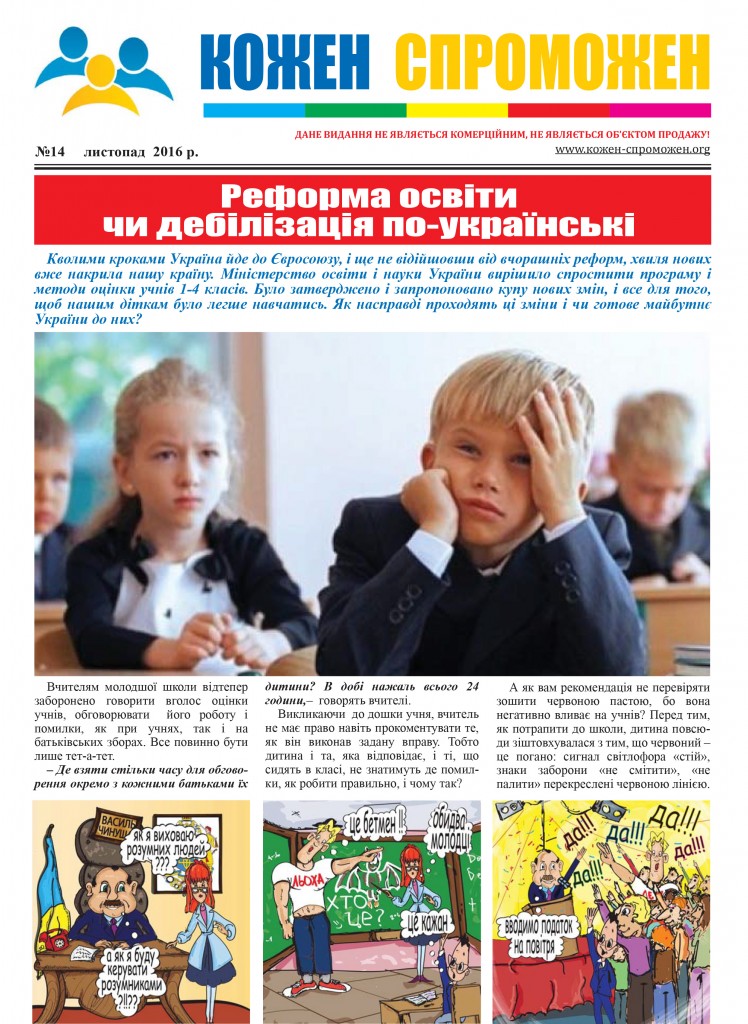 КОЖЕН СПРОМОЖЕН
ДАНЕ ВИДАННЯ НЕ ЯВЛЯЄТЬСЯ КОМЕРЦІЙНИМ, НЕ ЯВЛЯЄТЬСЯ ОБ'ЄКТОМ ПРОДАЖУ!
№14 листопад 2016 р.
www.кожен-спроможен.org
Реформа освіти
чи дебілізація по-українські
Кволими кроками Україна йде до Євросоюзу, і ще не відійшовши від вчорашніх реформ, хвиля нових
вже накрила нашу країну. Міністерство освіти і науки України вирішило спростити програму і
методи оцінки учнів 1-4 класів. Було затверджено і запропоновано купу нових змін, і все для того,
щоб нашим діткам було легше навчатись. Як насправді проходять ці зміни і чи готове майбутнє
України до них?
Вчителям молодшої школи відтепер
заборонено говорити вголос оцінки
учнів, обговорювати його роботу і
помилки, як при учнях, так і на
батьківських зборах. Все повинно бути
лише тет-а-тет.
– Де взяти стільки часу для обгово-
рення окремо з кожними батьками їх
дитини? В добі нажаль всього 24
години,– говорять вчителі.
Викликаючи до дошки учня, вчитель
не має право навіть прокоментувати те,
як він виконав задану вправу. Тобто
дитина і та, яка відповідає, і ті, що
сидять в класі, не знатимуть де помил-
ки, як робити правильно, і чому так?
А як вам рекомендація не перевіряти
зошити червоною пастою, бо вона
негативно вливає на учнів? Перед тим,
як потрапити до школи, дитина повсю-
ди зіштовхувалася з тим, що червоний –
це погано: сигнал світлофора «стій»,
знаки заборони «не смітити», «не
палити» перекреслені червоною лінією.
ВАСИЛЬ
ЧИНУШ
як я виховаю
розумних людей
???
а як я буду
керувати
розумниками
?!!??
це бетмен !!
обидва
молодці
ЛЬОХА
ХТО
ЦЕ?
це кажан
да!!!
да!!!
да!!!
да!!!
вводимо податок
на повітря